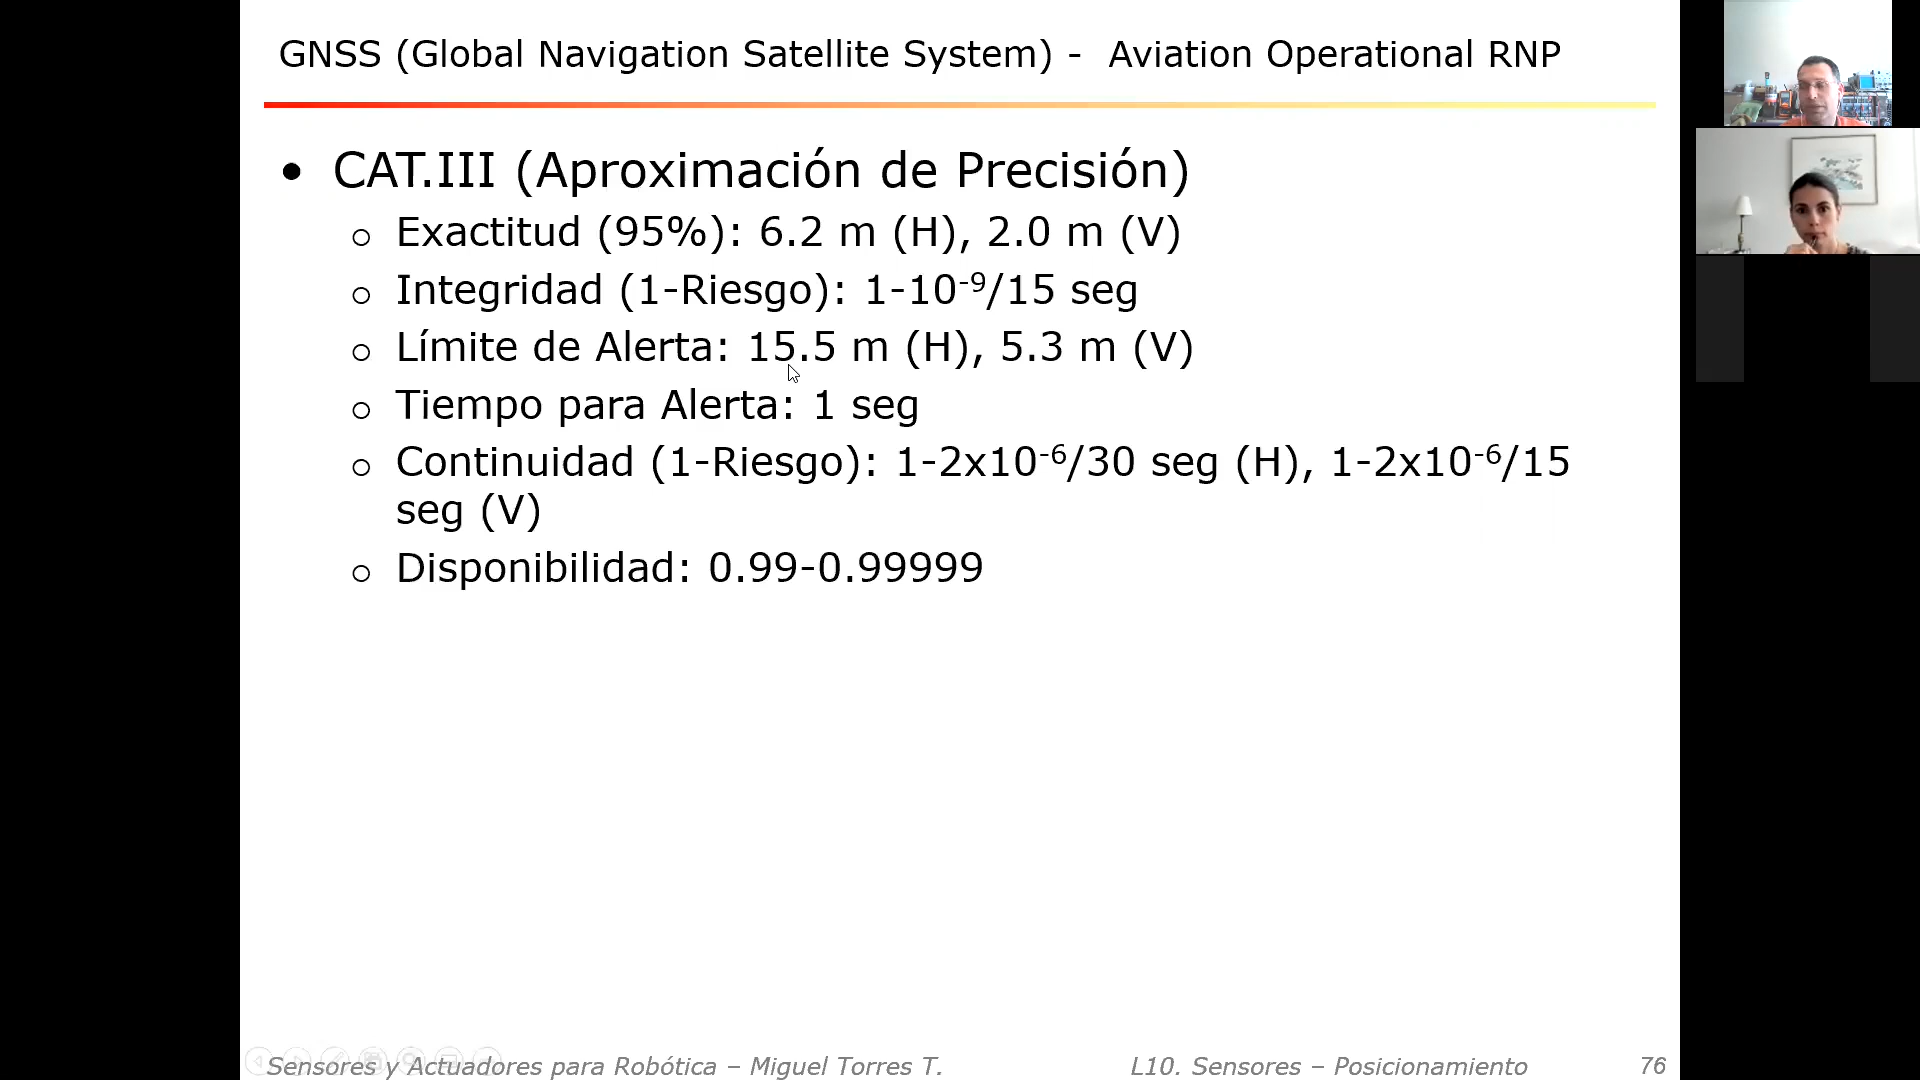 GNSS (Global Navigation Satellite System) - Aviation Operational RNP
• CAT.III (Aproximación de Precisión)
o Exactitud (95%): 6.2 m (H), 2.0 m (V)
o Integridad (1-Riesgo): 1-10⁻⁹/15 seg
o Límite de Alerta: 15.5 m (H), 5.3 m (V)
o Tiempo para Alerta: 1 seg
o Continuidad (1-Riesgo): 1-2x10⁻⁶/30 seg (H), 1-2x10⁻⁶/15
seg (V)
o Disponibilidad: 0.99-0.99999
Sensores y Actuadores para Robótica – Miguel Torres T. L10. Sensores – Posicionamiento 76